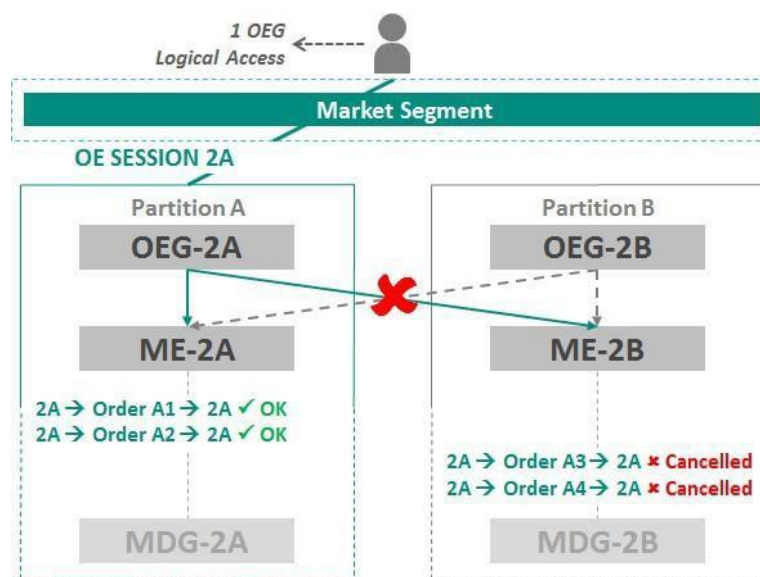 1 OEG
Logical Access
Market Segment
OE SESSION 2A
Partition A
OEG-2A
ME-2A
2A → Order A1 → 2A ✓ OK
2A → Order A2 → 2A ✓ OK
MDG-2A
Partition B
OEG-2B
ME-2B
2A → Order A3 → 2A ✖ Cancelled
2A → Order A4 → 2A ✖ Cancelled
MDG-2B